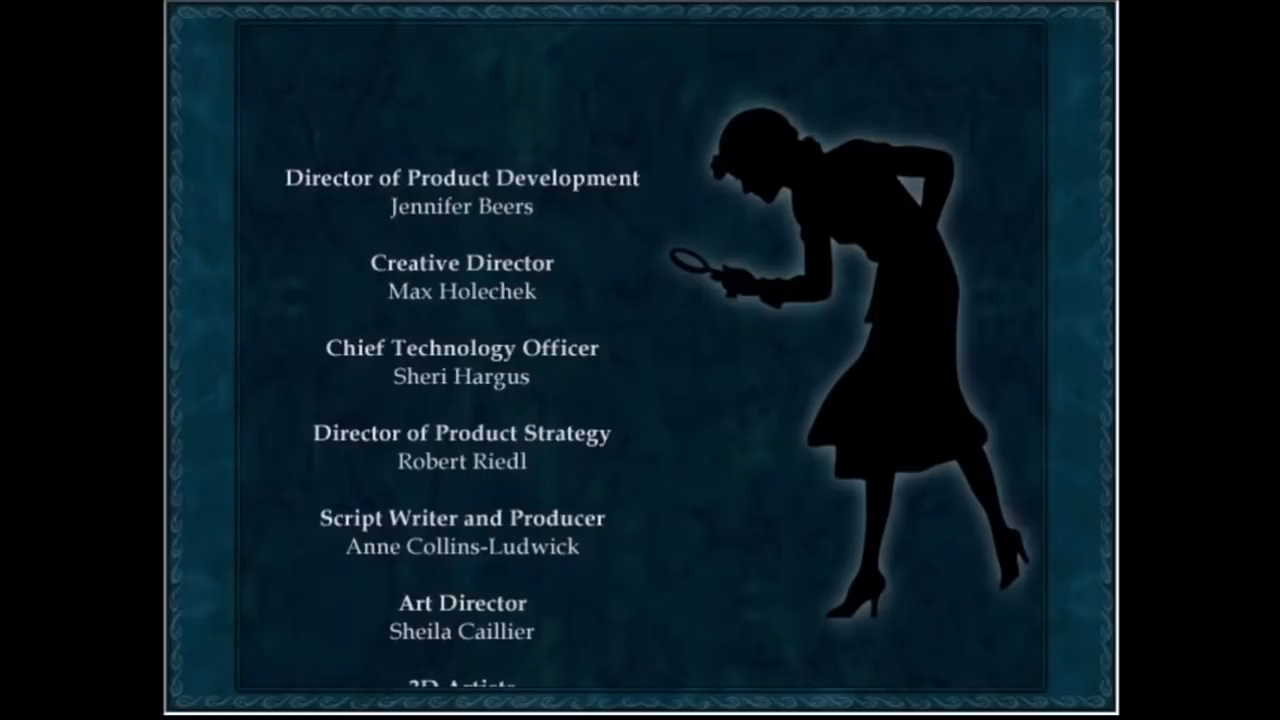 Director of Product Development
Jennifer Beers
Creative Director
Max Holechek
Chief Technology Officer
Sheri Hargus
Director of Product Strategy
Robert Riedl
Script Writer and Producer
Anne Collins-Ludwick
Art Director
Sheila Caillier